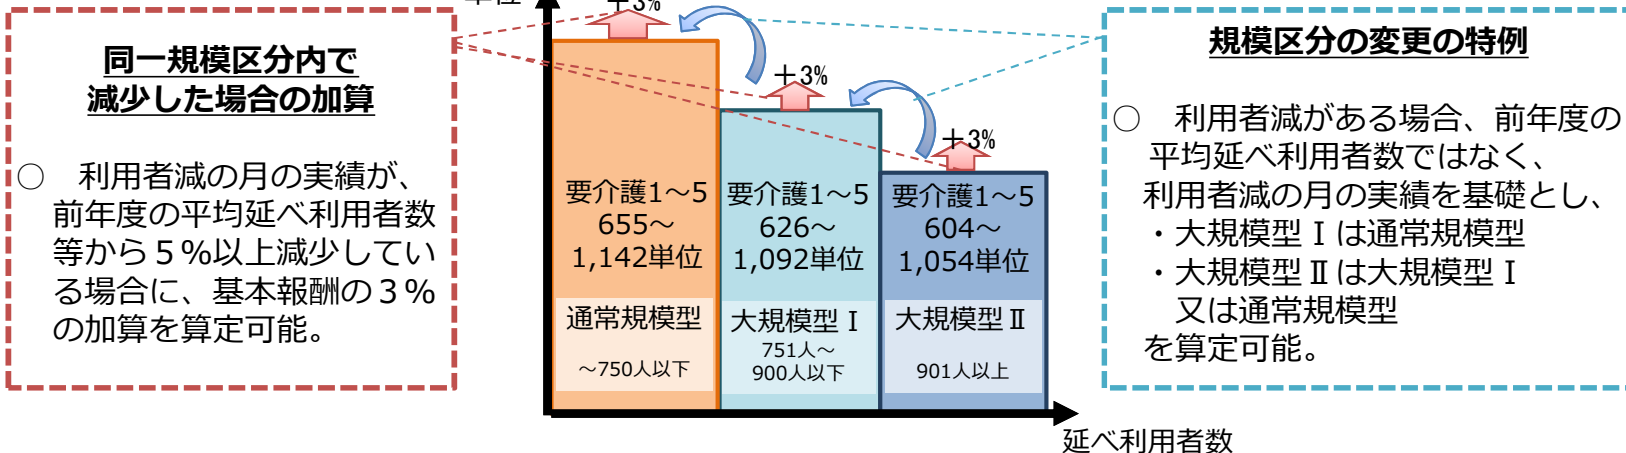 同一規模区分内で
減少した場合の加算
○　利用者減の月の実績が、
前年度の平均延べ利用者数
等から５%以上減少してい
る場合に、基本報酬の３%
の加算を算定可能。
単位
+3%
+3%
+3%
要介護1～5
655～
1,142単位
通常規模型
～750人以下
要介護1～5
626～
1,092単位
大規模型Ⅰ
751人～
900人以下
要介護1～5
604～
1,054単位
大規模型Ⅱ
901人以上
延べ利用者数
規模区分の変更の特例
○　利用者減がある場合、前年度の
平均延べ利用者数ではなく、
利用者減の月の実績を基礎とし、
・大規模型Ⅰは通常規模型
・大規模型Ⅱは大規模型Ⅰ
又は通常規模型
を算定可能。